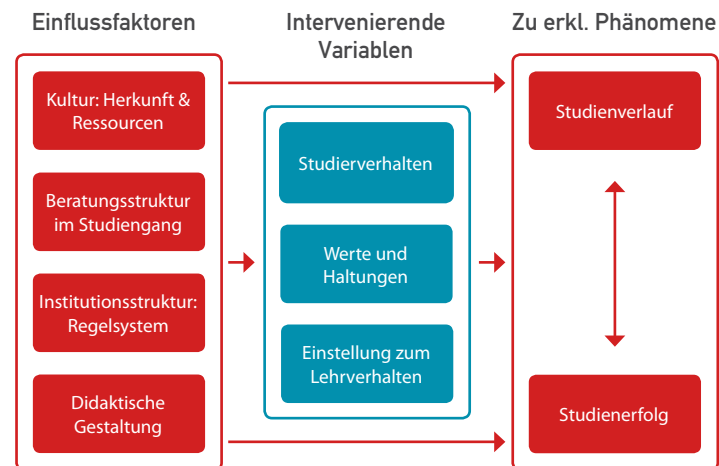 Einflussfaktoren
Intervenierende
Variablen
Zu erkl. Phänomene
Kultur: Herkunft &
Ressourcen
Beratungsstruktur
im Studiengang
Institutionsstruktur:
Regelsystem
Didaktische
Gestaltung
Studierverhalten
Werte und
Haltungen
Einstellung zum
Lehrverhalten
Studienverlauf
Studienerfolg